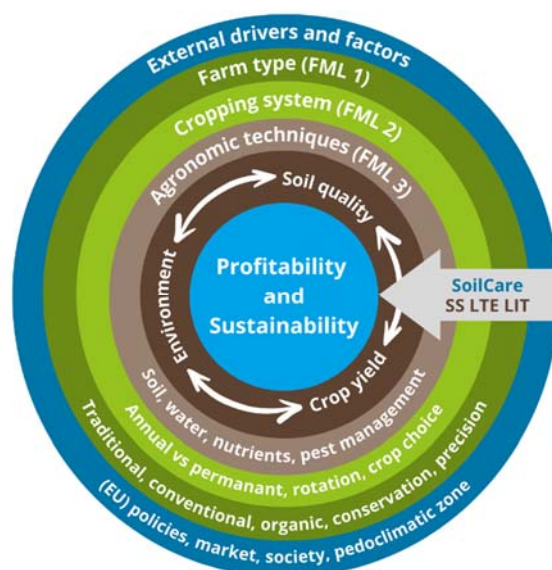 External drivers and factors
Farm type (FML 1)
Cropping system (FML 2)
Agronomic techniques (FML 3)
Soil quality
Environment
Crop yield
Profitability
and
Sustainability
SoilCare
SS LTE LIT
Soil, water, nutrients, pest management
Annual vs permanant, rotation, crop choice
Traditional, conventional, organic, conservation, precision
(EU) policies, market, society, pedoclimatic zone